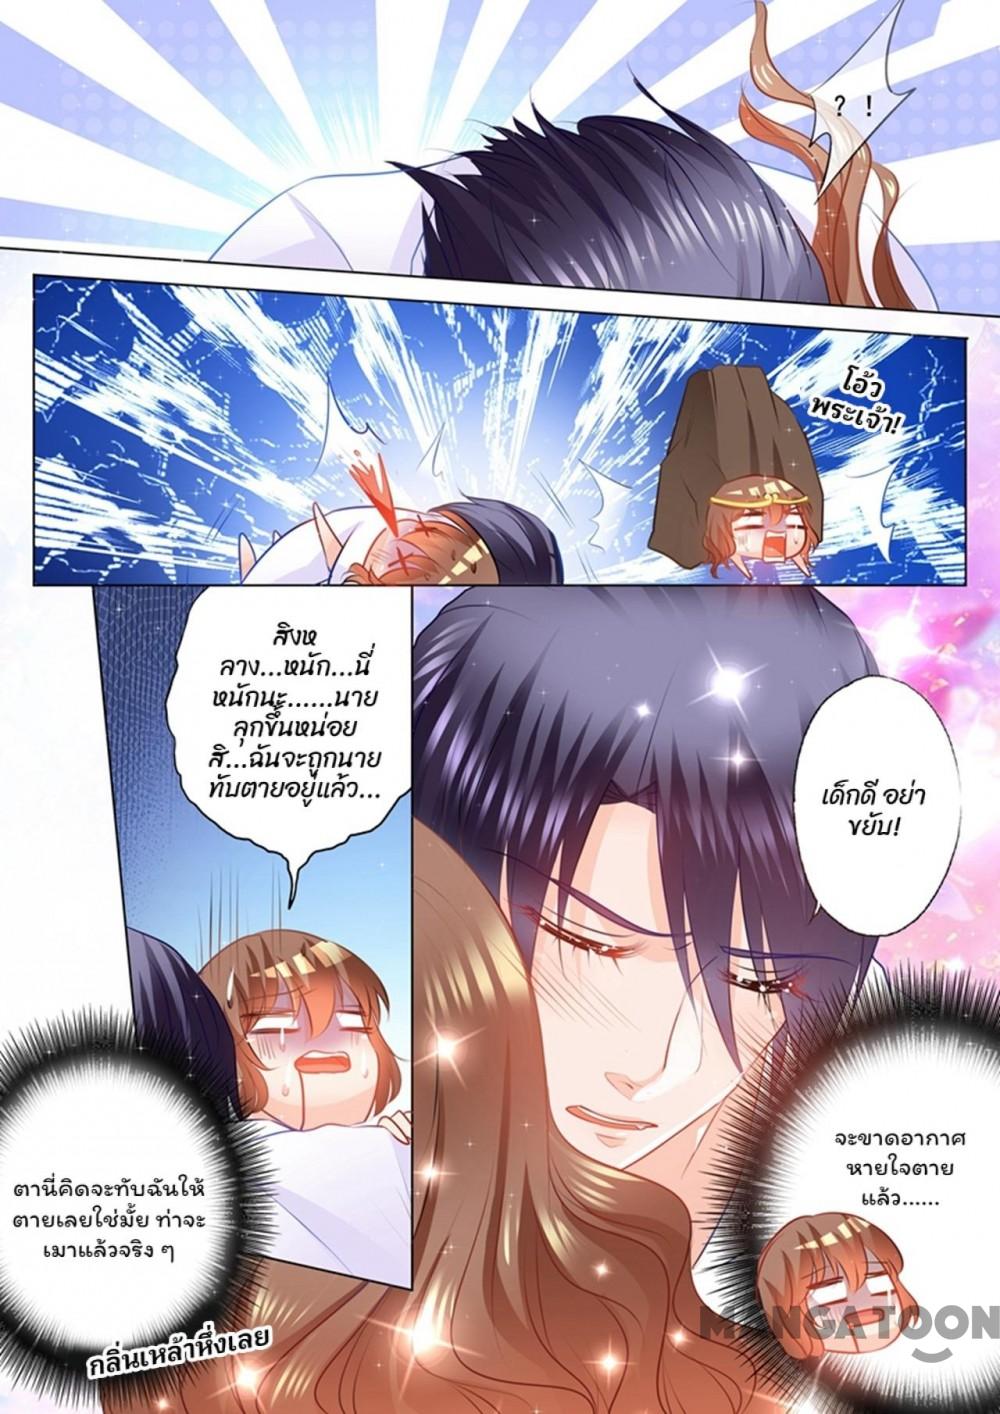 ? !
โอ้ว
พระเจ้า!
สิงห
ลาง...หนัก...นี่
หนักนะ......นาย
ลุกขึ้นหน่อย
สิ...ฉันจะถูกนาย
ทับตายอยู่แล้ว...
เด็กดี อย่า
ขยับ!
จะขาดอากาศ
หายใจตาย
แล้ว......
ตานี่คิดจะทับฉันให้
ตายเลยใช่มั้ย ท่าจะ
เมาแล้วจริง ๆ
กลิ่นเหล้าหึ่งเลย
MANGATOON